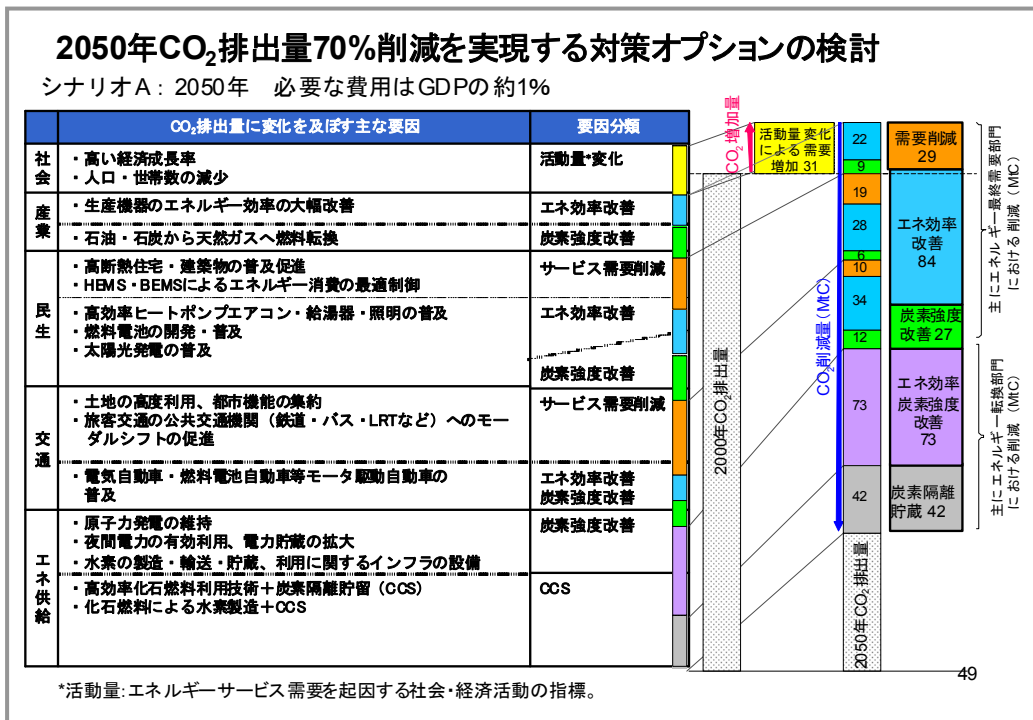 2050年CO₂排出量70%削減を実現する対策オプションの検討
シナリオA: 2050年 必要な費用はGDPの約1%
CO₂排出量に変化を及ぼす主な要因
要因分類
社会
・高い経済成長率
・人口・世帯数の減少
活動量*変化
産業
・生産機器のエネルギー効率の大幅改善
エネ効率改善
・石油・石炭から天然ガスへ燃料転換
炭素強度改善
民生
・高断熱住宅・建築物の普及促進
・HEMS・BEMSによるエネルギー消費の最適制御
サービス需要削減
・高効率ヒートポンプエアコン・給湯器・照明の普及
・燃料電池の開発・普及
・太陽光発電の普及
エネ効率改善
炭素強度改善
交通
・土地の高度利用、都市機能の集約
・旅客交通の公共交通機関（鉄道・バス・LRTなど）へのモー
ダルシフトの促進
サービス需要削減
・電気自動車・燃料電池自動車等モータ駆動自動車の
普及
エネ効率改善
炭素強度改善
エネ供給
・原子力発電の維持
・夜間電力の有効利用、電力貯蔵の拡大
・水素の製造・輸送・貯蔵、利用に関するインフラの設備
炭素強度改善
・高効率化石燃料利用技術＋炭素隔離貯留（CCS）
・化石燃料による水素製造＋CCS
CCS
CO₂増加量
活動量変化
による需要
増加 31
2000年CO₂排出量
CO₂削減量(MtC)
22
9
19
28
6
10
34
12
73
42
2050年CO₂排出量
需要削減
29
エネ効率
改善
84
炭素強度
改善 27
エネ効率
炭素強度
改善
73
炭素隔離
貯蔵 42
主にエネルギー最終需要部門
における削減（MtC）
主にエネルギー転換部門
における削減（MtC）
*活動量:エネルギーサービス需要を起因する社会・経済活動の指標。
49